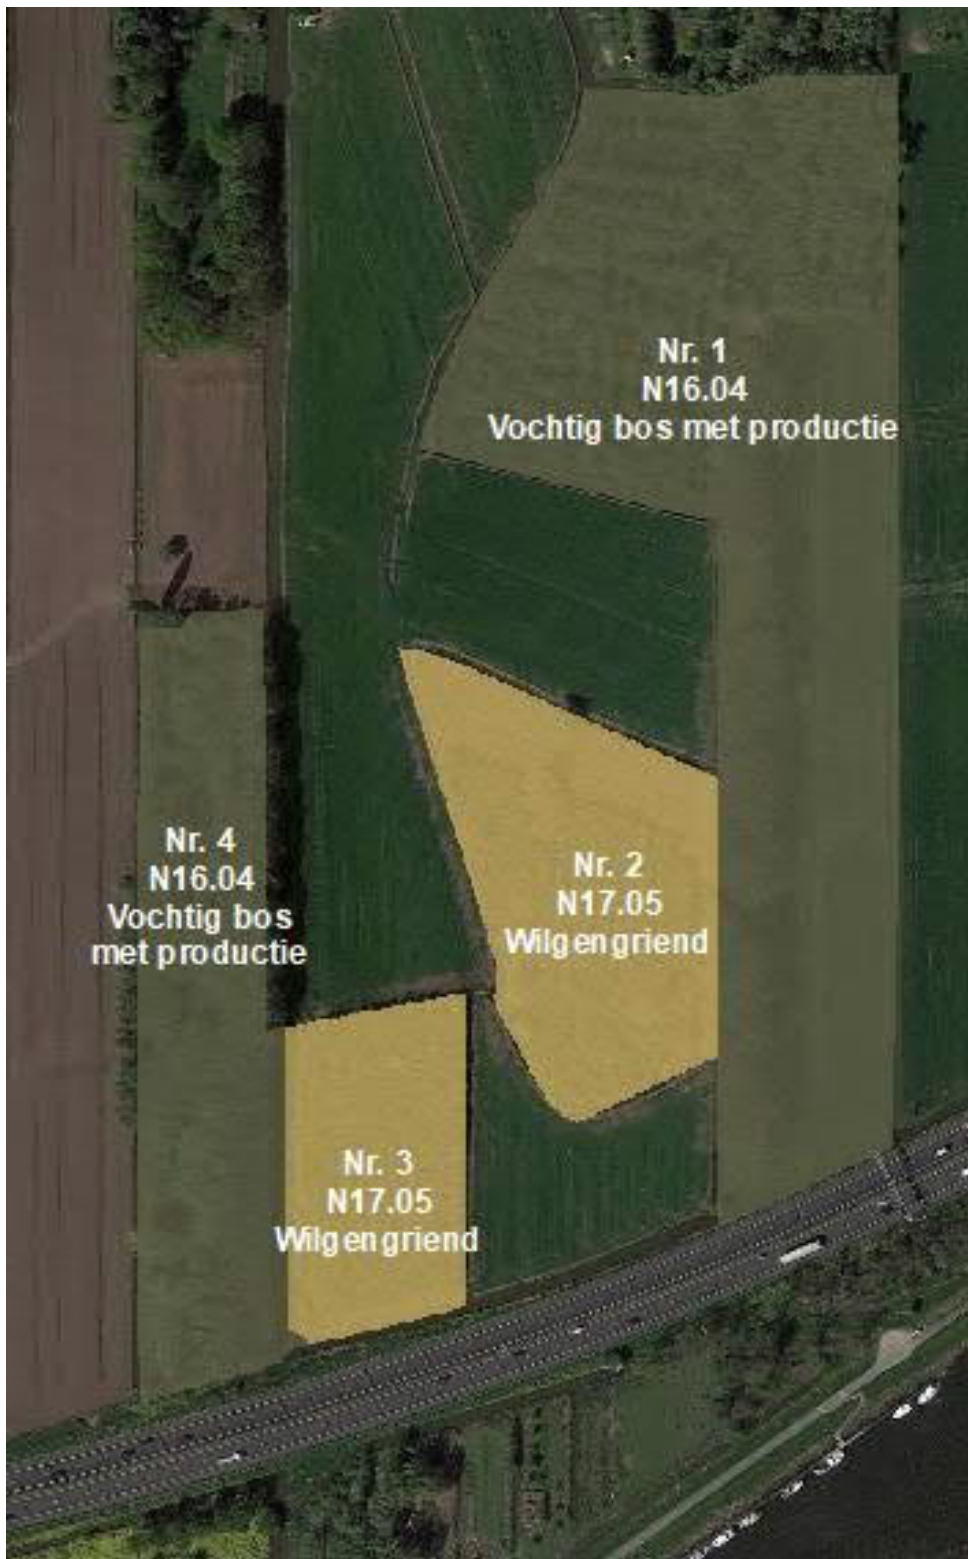 Nr. 1
N16.04
Vochtig bos met productie
Nr. 4
N16.04
Vochtig bos
met productie
Nr. 2
N17.05
Wilgengriend
Nr. 3
N17.05
Wilgengriend